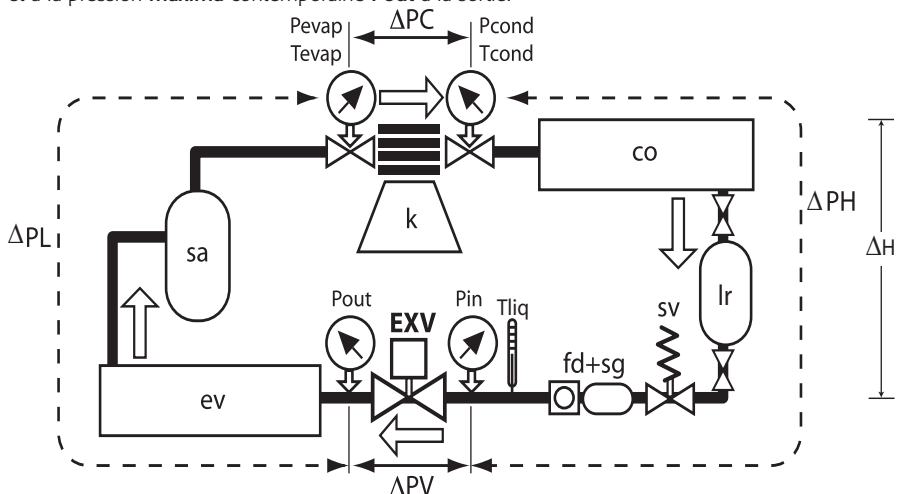 et à la pression maxima contemporaine Pout à la sortie.
Pevap
Tevap
ΔPC
Pcond
Tcond
co
ΔPH
k
ΔPL
sa
ΔH
lr
Pout
EXV
Pin
Tliq
sv
fd+sg
ev
ΔPV